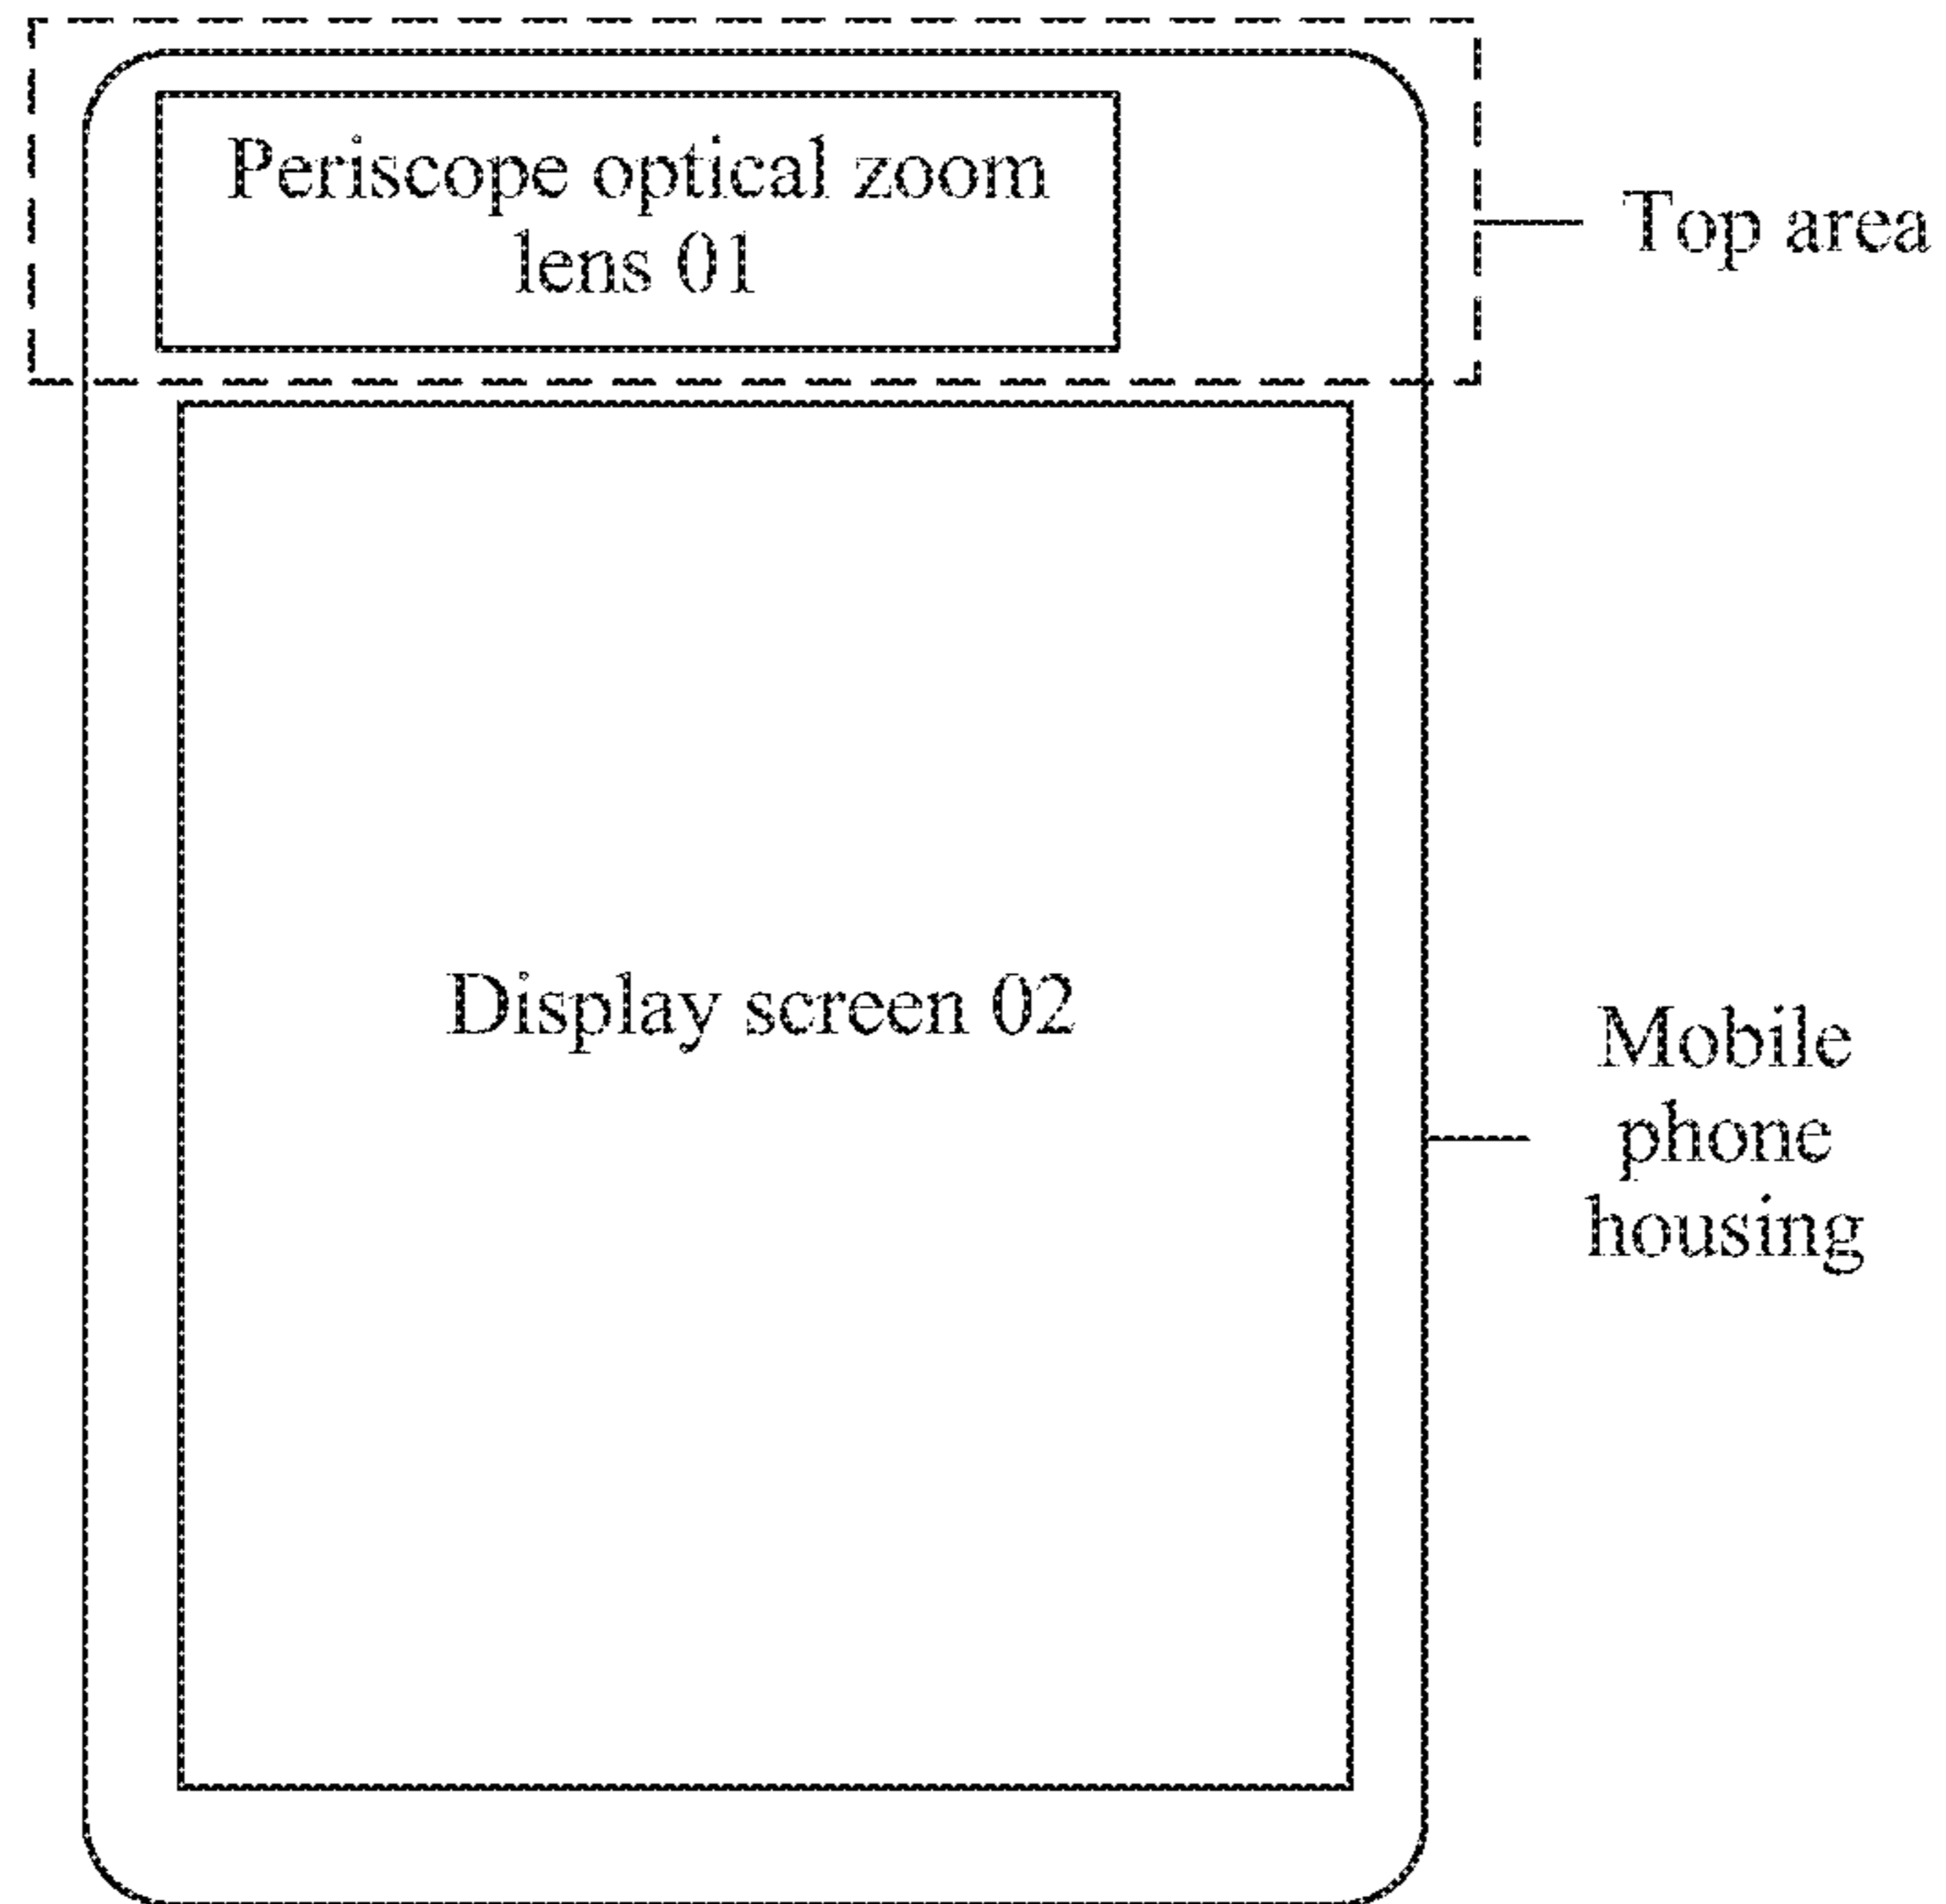 Periscope optical zoom
lens 01
Top area
Display screen 02
Mobile
phone
housing